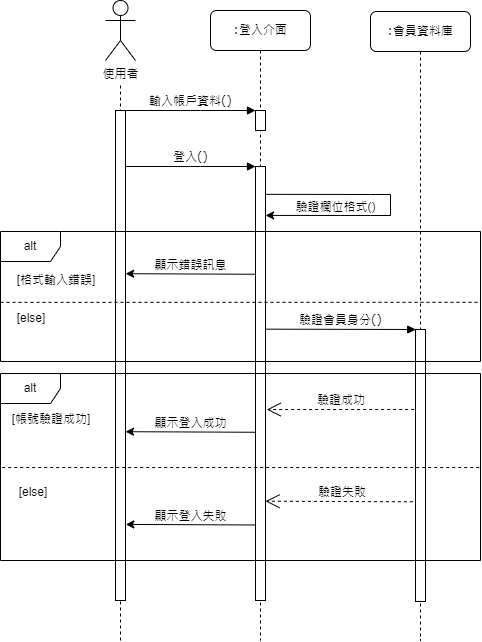 :登入介面
:會員資料庫
使用者
輸入帳戶資料()
登入()
驗證欄位格式()
alt
顯示錯誤訊息
[格式輸入錯誤]
[else]
驗證會員身分()
alt
驗證成功
[帳號驗證成功]
顯示登入成功
[else]
驗證失敗
顯示登入失敗